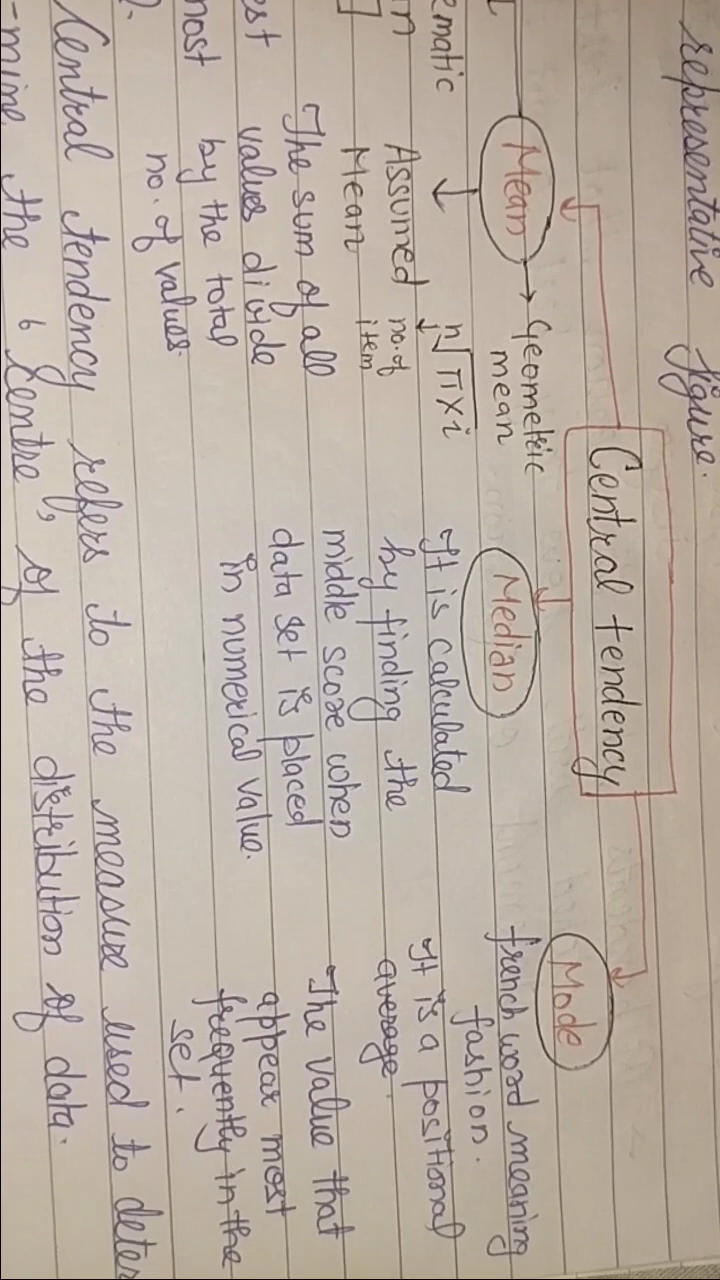 representative figure.
Central tendency
Mean → Geometric
mean
n√πxi
no. of
item
ematic
Assumed
Mean
The sum of all
values divide
by the total
no. of values.
est
most
Median
It is calculated
by finding the
middle score when
data set is placed
in numerical value.
Mode
french word meaning
fashion.
It is a positional
average.
The value that
appear most
frequently in the
set.
Central tendency refers to the measure used to deter
-mine the ‘centre’ of the distribution of data.